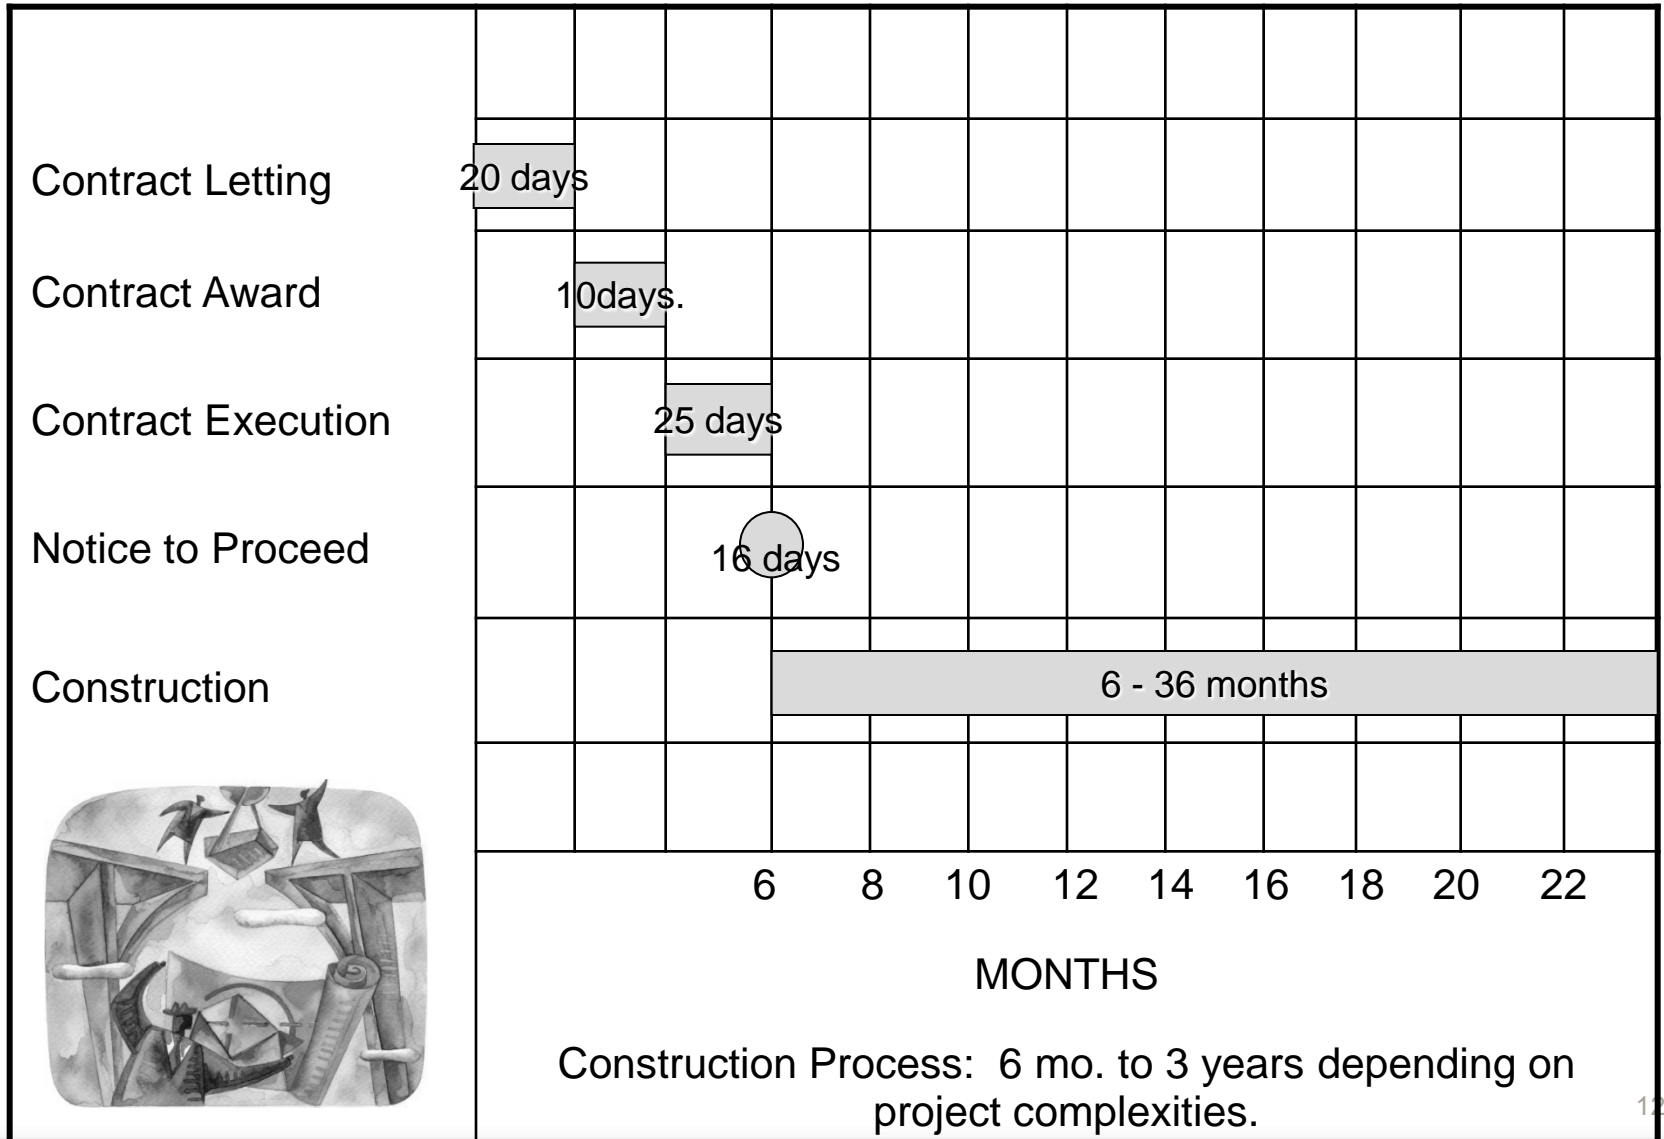 Contract Letting
20 days
Contract Award
10days.
Contract Execution
25 days
Notice to Proceed
16 days
Construction
6 - 36 months
6 8 10 12 14 16 18 20 22
MONTHS
Construction Process:  6 mo. to 3 years depending on
project complexities.
12